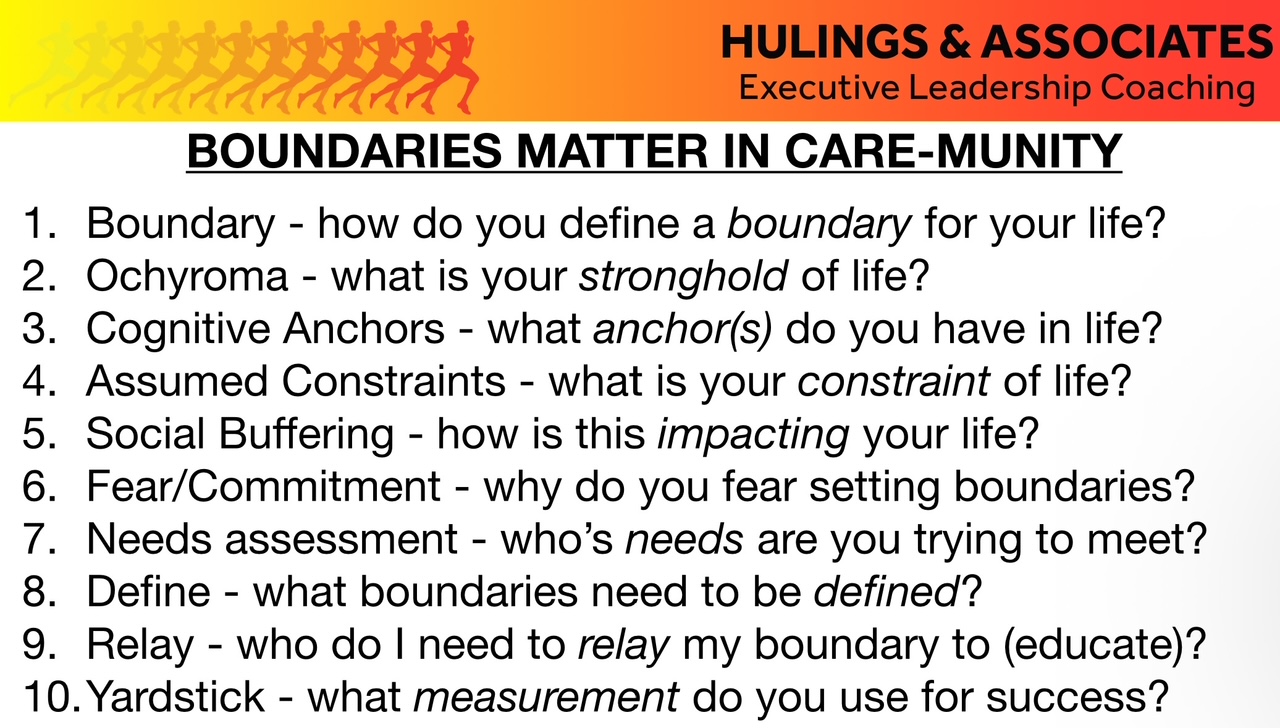 HULINGS & ASSOCIATES
Executive Leadership Coaching
BOUNDARIES MATTER IN CARE-MUNITY
1. Boundary - how do you define a boundary for your life?
2. Ochyroma - what is your stronghold of life?
3. Cognitive Anchors - what anchor(s) do you have in life?
4. Assumed Constraints - what is your constraint of life?
5. Social Buffering - how is this impacting your life?
6. Fear/Commitment - why do you fear setting boundaries?
7. Needs assessment - who’s needs are you trying to meet?
8. Define - what boundaries need to be defined?
9. Relay - who do I need to relay my boundary to (educate)?
10. Yardstick - what measurement do you use for success?